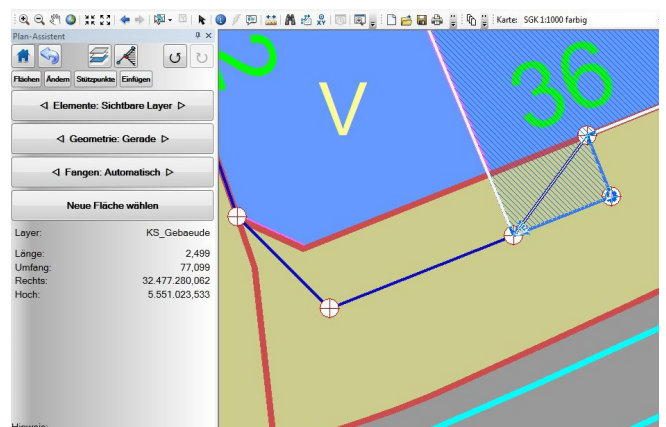 Karte: SGK 1:1000 farbig
Plan-Assistent
Flächen Ändern Stützpunkte Einfügen
Elemente: Sichtbare Layer
Geometrie: Gerade
Fangen: Automatisch
Neue Fläche wählen
Layer: KS_Gebaeude
Länge: 2,499
Umfang: 77,099
Rechts: 32.477.280,062
Hoch: 5.551.023,533
Hinweis:
2
V
36